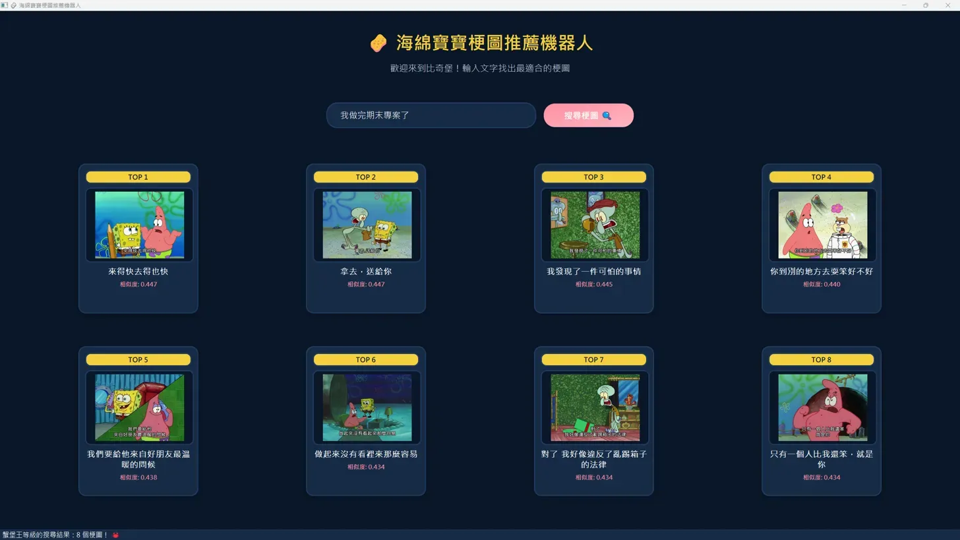 海綿寶寶梗圖推薦機器人
海綿寶寶梗圖推薦機器人
歡迎來到比奇堡！輸入文字找出最適合的梗圖
我做完期末專案了
搜尋梗圖
TOP 1
TOP 2
TOP 3
TOP 4
來得快去得也快
拿去，送給你
我發現了一件可怕的事情
你到別的地方去耍笨好不好
相似度: 0.447
相似度: 0.447
相似度: 0.445
相似度: 0.440
TOP 5
TOP 6
TOP 7
TOP 8
我們要給他來自好朋友最溫
暖的問候
做起來沒有看裡來那麼容易
對了 我好像違反了亂踢箱子
的法律
只有一個人比我還笨，就是
你
相似度: 0.438
相似度: 0.434
相似度: 0.434
相似度: 0.434
蟹堡王等級的搜尋結果：8 個梗圖！